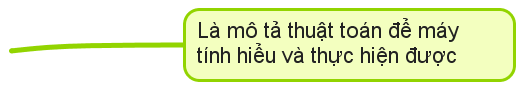 Là mô tả thuật toán để máy
tính hiểu và thực hiện được